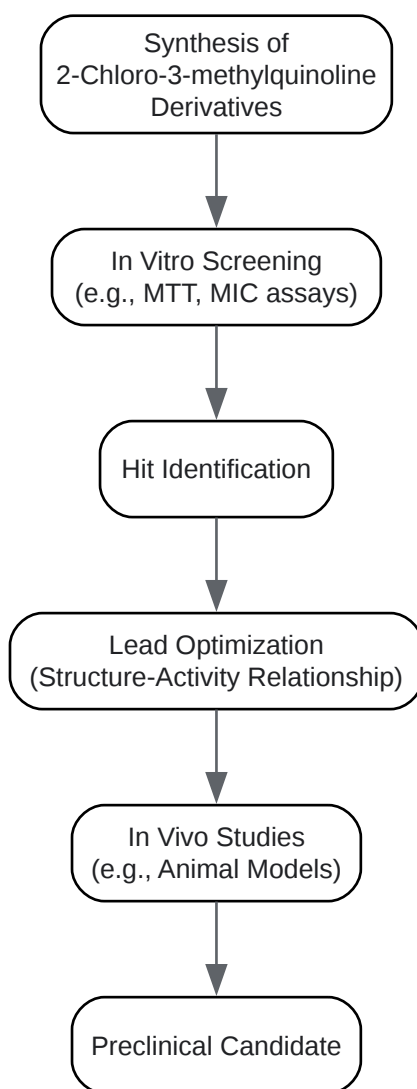 Synthesis of
2-Chloro-3-methylquinoline
Derivatives
In Vitro Screening
(e.g., MTT, MIC assays)
Hit Identification
Lead Optimization
(Structure-Activity Relationship)
In Vivo Studies
(e.g., Animal Models)
Preclinical Candidate